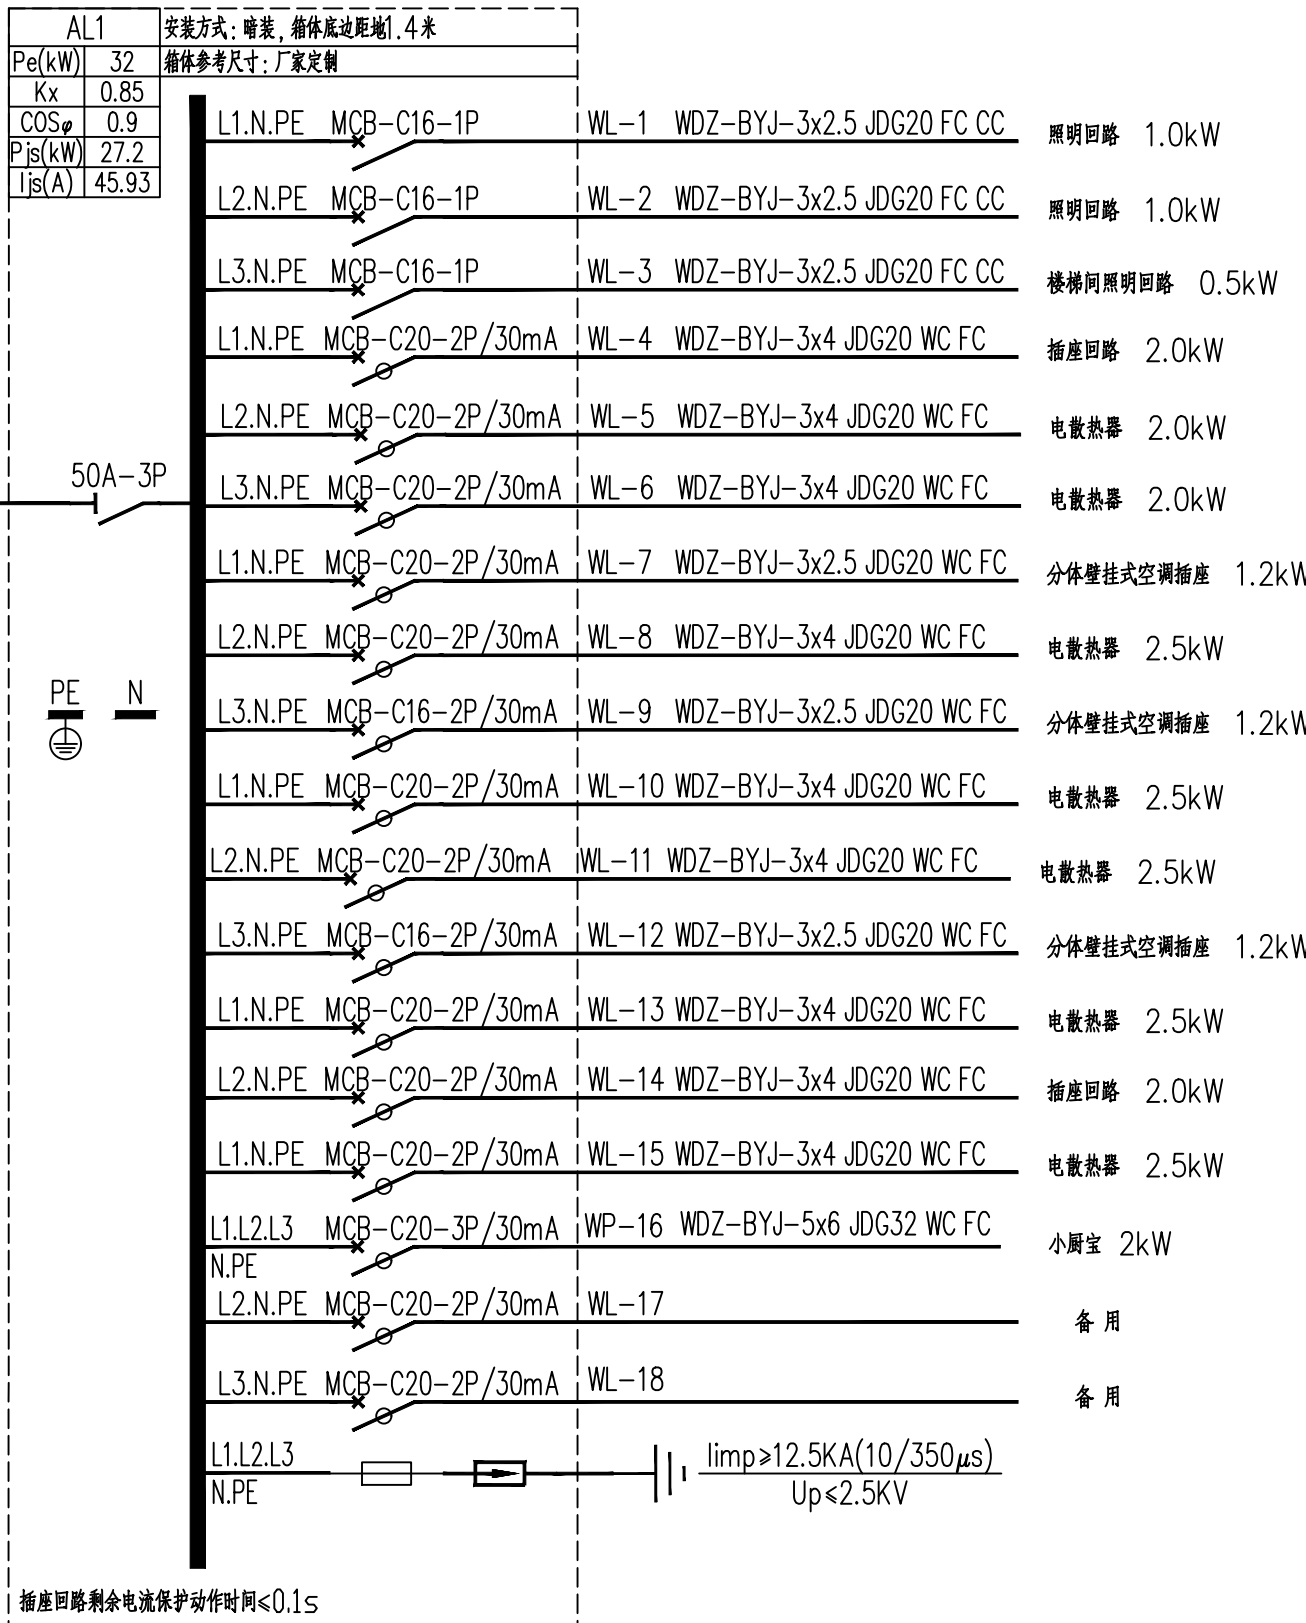 AL1 安装方式：暗装，箱体底边距地1.4米
Pe(kW) 32 箱体参考尺寸：厂家定制
Kx 0.85
COSφ 0.9
Pjs(kW) 27.2
Ijs(A) 45.93
L1.N.PE MCB-C16-1P WL-1 WDZ-BYJ-3x2.5 JDG20 FC CC 照明回路 1.0kW
L2.N.PE MCB-C16-1P WL-2 WDZ-BYJ-3x2.5 JDG20 FC CC 照明回路 1.0kW
L3.N.PE MCB-C16-1P WL-3 WDZ-BYJ-3x2.5 JDG20 FC CC 楼梯间照明回路 0.5kW
L1.N.PE MCB-C20-2P/30mA WL-4 WDZ-BYJ-3x4 JDG20 WC FC 插座回路 2.0kW
L2.N.PE MCB-C20-2P/30mA WL-5 WDZ-BYJ-3x4 JDG20 WC FC 电散热器 2.0kW
50A-3P
L3.N.PE MCB-C20-2P/30mA WL-6 WDZ-BYJ-3x4 JDG20 WC FC 电散热器 2.0kW
L1.N.PE MCB-C20-2P/30mA WL-7 WDZ-BYJ-3x2.5 JDG20 WC FC 分体壁挂式空调插座 1.2kW
L2.N.PE MCB-C20-2P/30mA WL-8 WDZ-BYJ-3x4 JDG20 WC FC 电散热器 2.5kW
PE N
L3.N.PE MCB-C16-2P/30mA WL-9 WDZ-BYJ-3x2.5 JDG20 WC FC 分体壁挂式空调插座 1.2kW
L1.N.PE MCB-C20-2P/30mA WL-10 WDZ-BYJ-3x4 JDG20 WC FC 电散热器 2.5kW
L2.N.PE MCB-C20-2P/30mA WL-11 WDZ-BYJ-3x4 JDG20 WC FC 电散热器 2.5kW
L3.N.PE MCB-C16-2P/30mA WL-12 WDZ-BYJ-3x2.5 JDG20 WC FC 分体壁挂式空调插座 1.2kW
L1.N.PE MCB-C20-2P/30mA WL-13 WDZ-BYJ-3x4 JDG20 WC FC 电散热器 2.5kW
L2.N.PE MCB-C20-2P/30mA WL-14 WDZ-BYJ-3x4 JDG20 WC FC 插座回路 2.0kW
L1.N.PE MCB-C20-2P/30mA WL-15 WDZ-BYJ-3x4 JDG20 WC FC 电散热器 2.5kW
L1.L2.L3 MCB-C20-3P/30mA WP-16 WDZ-BYJ-5x6 JDG32 WC FC 小厨宝 2kW
N.PE
L2.N.PE MCB-C20-2P/30mA WL-17 备用
L3.N.PE MCB-C20-2P/30mA WL-18 备用
L1.L2.L3 Iimp≥12.5KA(10/350μs)
N.PE Up≤2.5KV
插座回路剩余电流保护动作时间≤0.1s